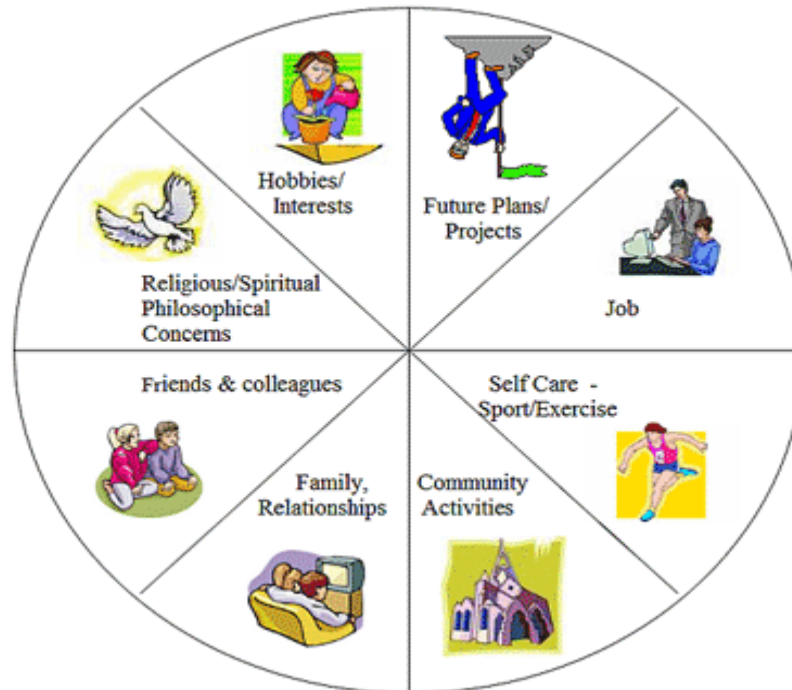 Hobbies/
Interests
Future Plans/
Projects
Religious/Spiritual
Philosophical
Concerns
Job
Friends & colleagues
Self Care -
Sport/Exercise
Family,
Relationships
Community
Activities